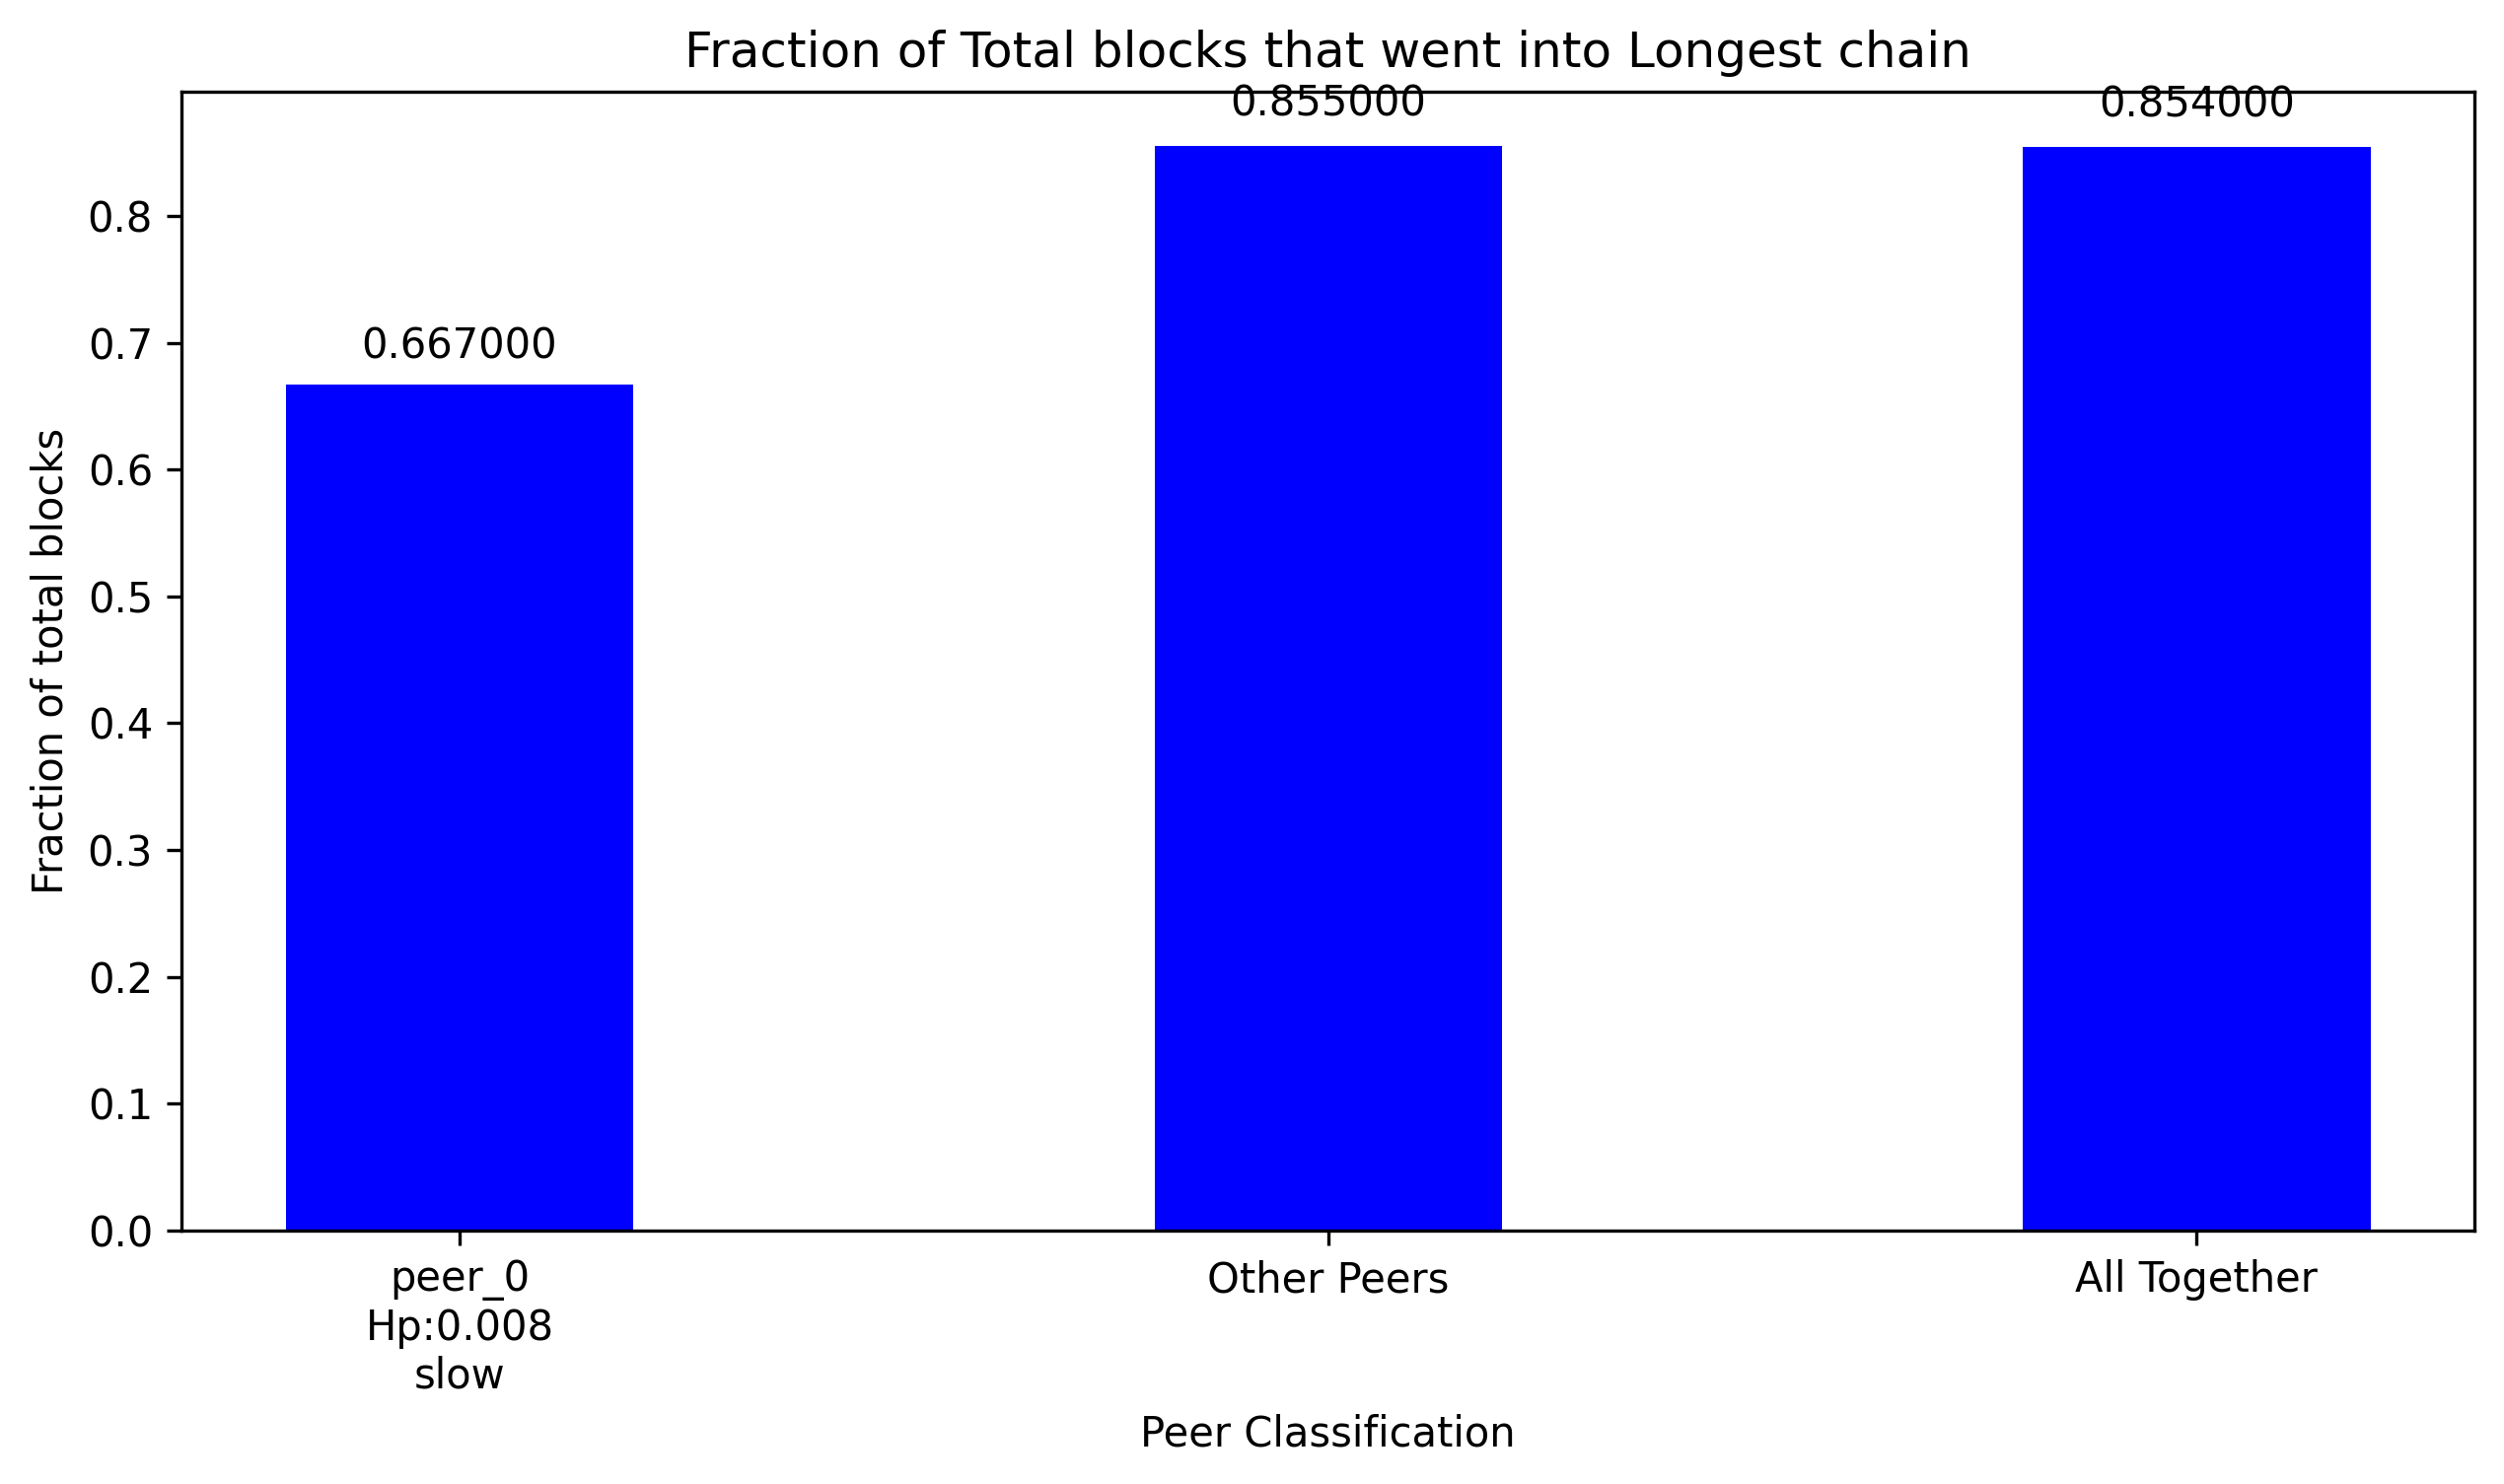 Fraction of Total blocks that went into Longest chain
0.855000
0.854000
0.667000
Fraction of total blocks
0.8
0.7
0.6
0.5
0.4
0.3
0.2
0.1
0.0
peer_0
Hp:0.008
slow
Other Peers
All Together
Peer Classification